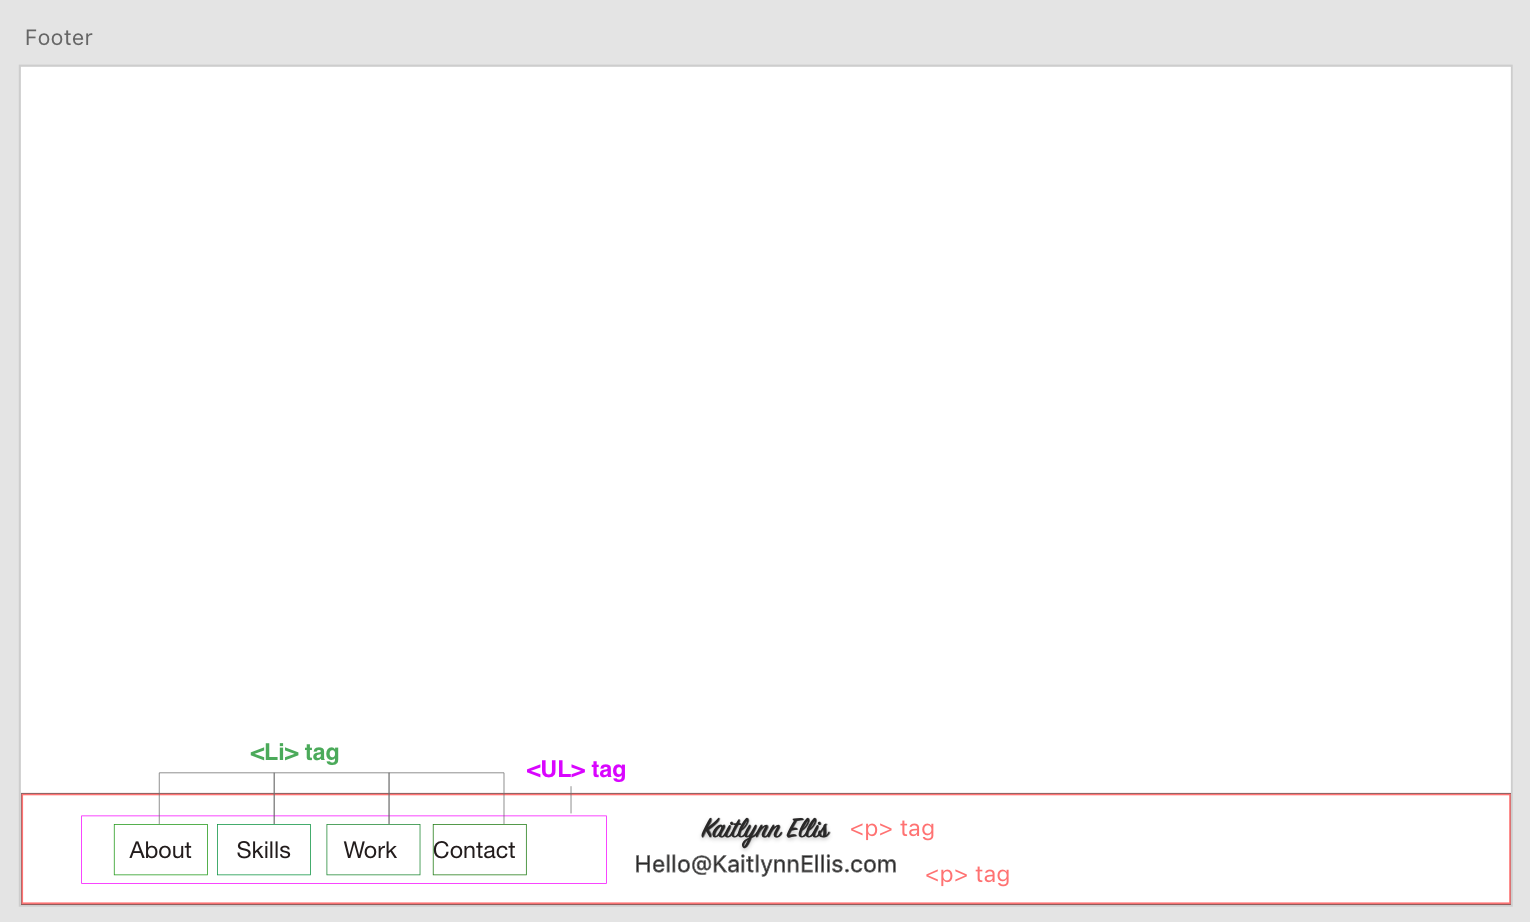 Footer
<Li> tag
<UL> tag
About Skills Work Contact
Kaitlynn Ellis <p> tag
Hello@KaitlynnEllis.com
<p> tag